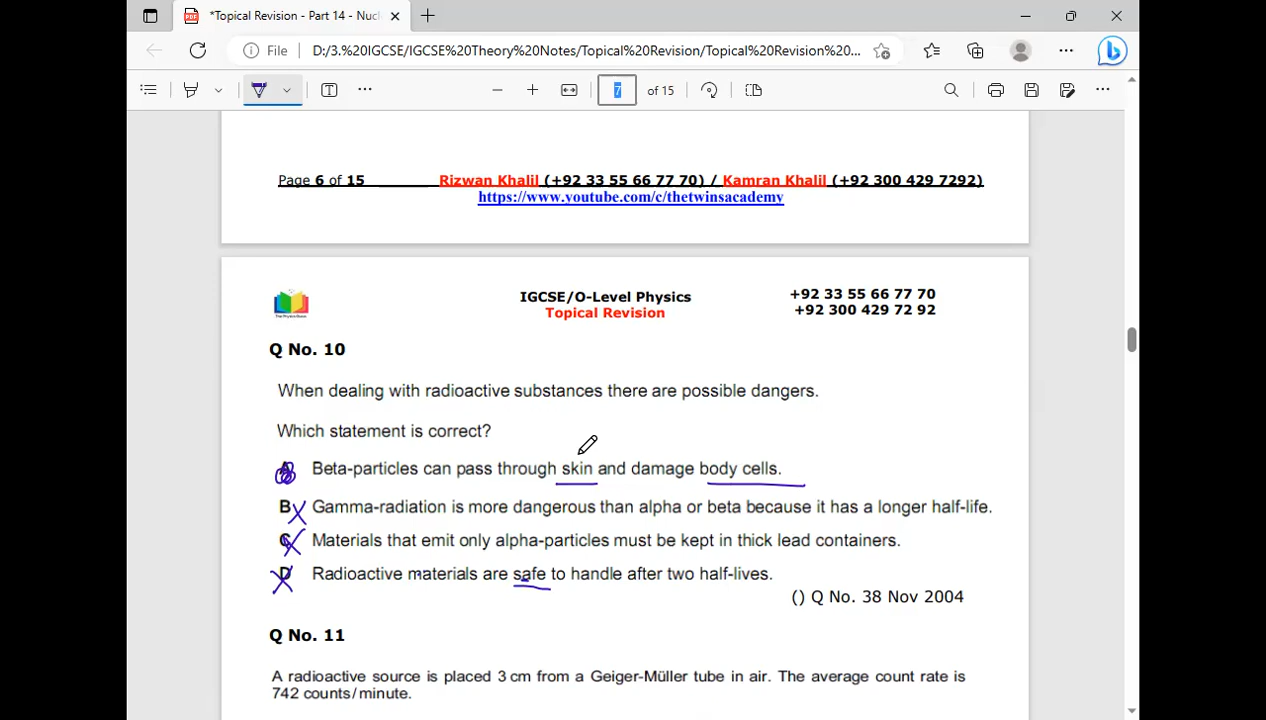 *Topical Revision - Part 14 - Nucl
File
D:/3.%20IGCSE/IGCSE%20Theory%20Notes/Topical%20Revision/Topical%20Revision%20...
7 of 15
Page 6 of 15 Rizwan Khalil (+92 33 55 66 77 70) / Kamran Khalil (+92 300 429 7292)
https://www.youtube.com/c/thetwinsacademy
IGCSE/O-Level Physics
Topical Revision
+92 33 55 66 77 70
+92 300 429 72 92
Q No. 10
When dealing with radioactive substances there are possible dangers.
Which statement is correct?
A Beta-particles can pass through skin and damage body cells.
B Gamma-radiation is more dangerous than alpha or beta because it has a longer half-life.
C Materials that emit only alpha-particles must be kept in thick lead containers.
D Radioactive materials are safe to handle after two half-lives.
() Q No. 38 Nov 2004
Q No. 11
A radioactive source is placed 3 cm from a Geiger-Müller tube in air. The average count rate is
742 counts/minute.